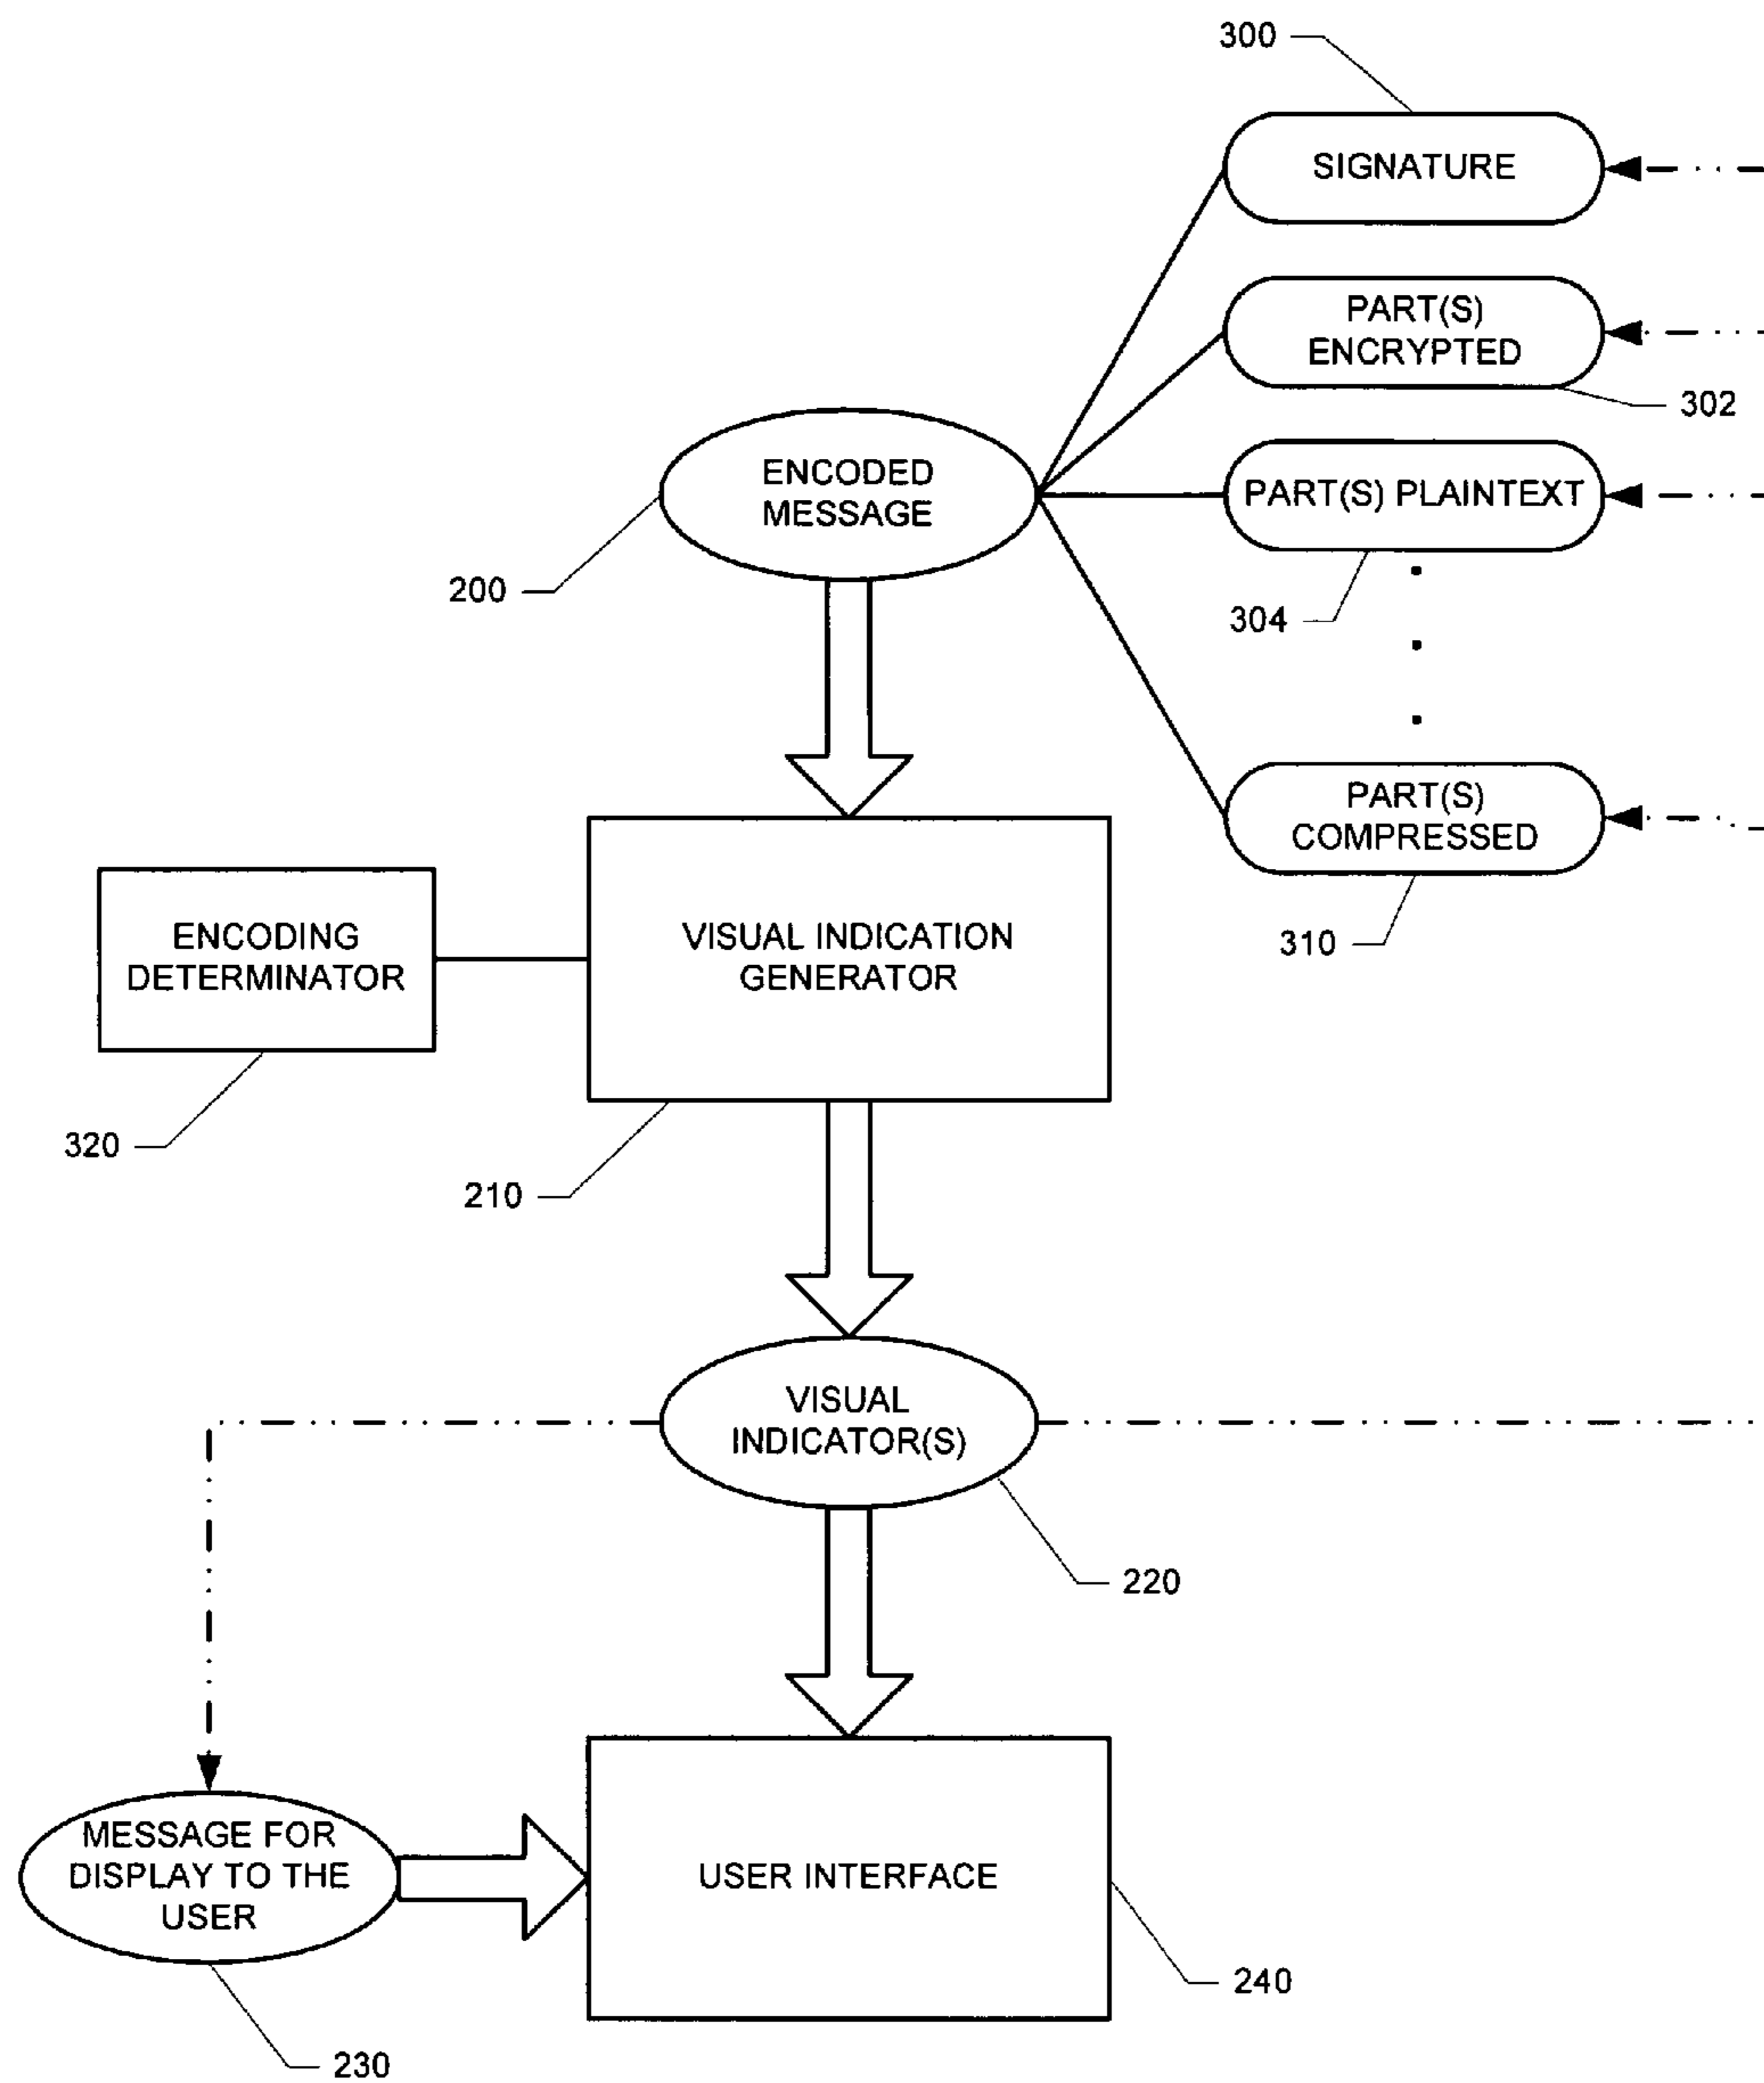 300
SIGNATURE
PART(S)
ENCRYPTED
302
ENCODED
MESSAGE
PART(S) PLAINTEXT
200
304
PART(S)
COMPRESSED
310
ENCODING
DETERMINATOR
VISUAL INDICATION
GENERATOR
320
210
VISUAL
INDICATOR(S)
220
MESSAGE FOR
DISPLAY TO THE
USER
USER INTERFACE
240
230